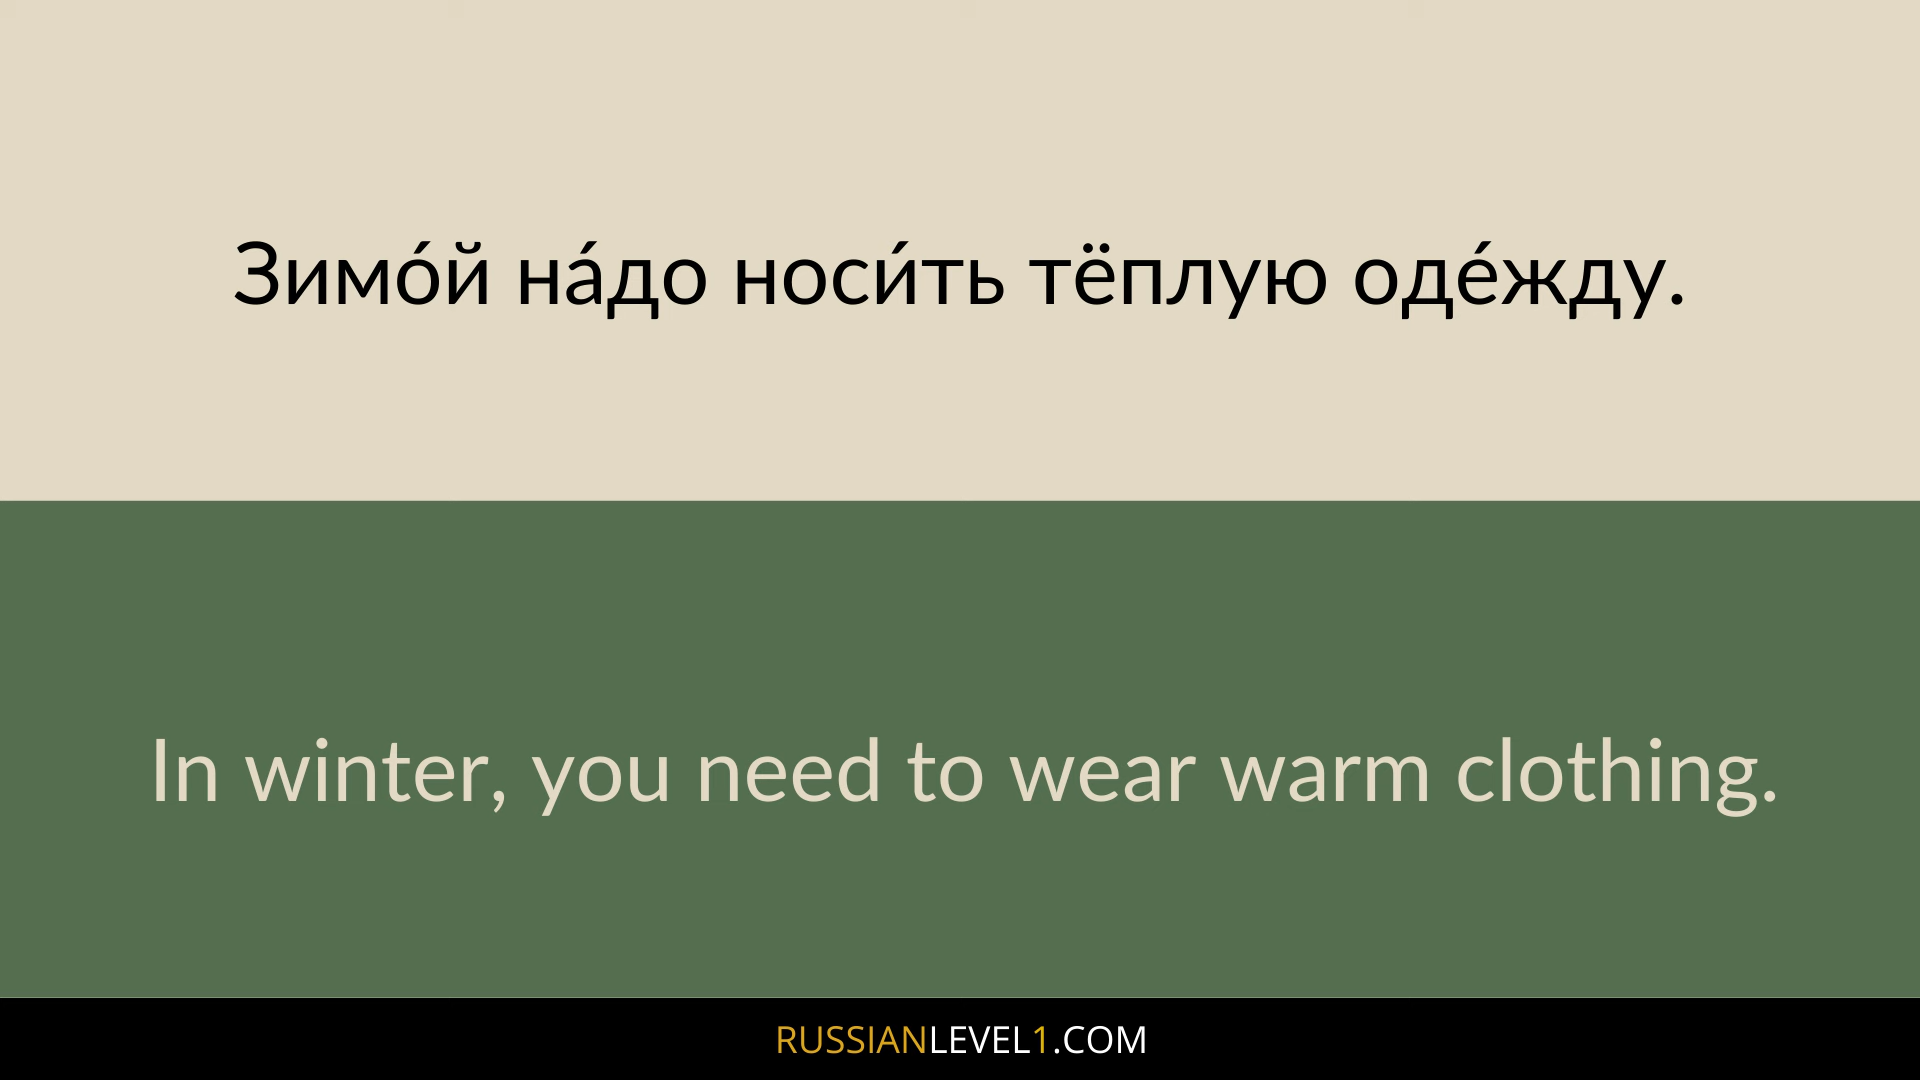 Зимо́й на́до носи́ть тёплую оде́жду.
In winter, you need to wear warm clothing.
RUSSIANLEVEL1.COM